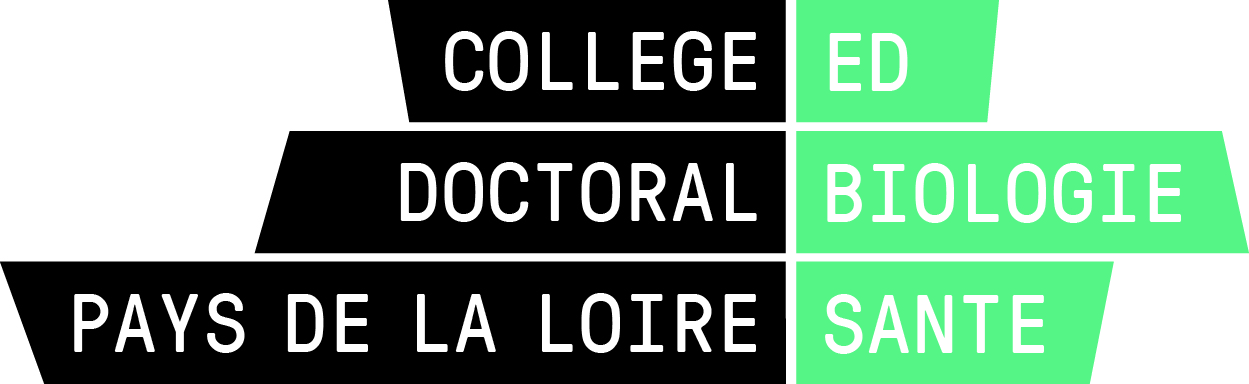 COLLEGE ED
DOCTORAL BIOLOGIE
PAYS DE LA LOIRE SANTE